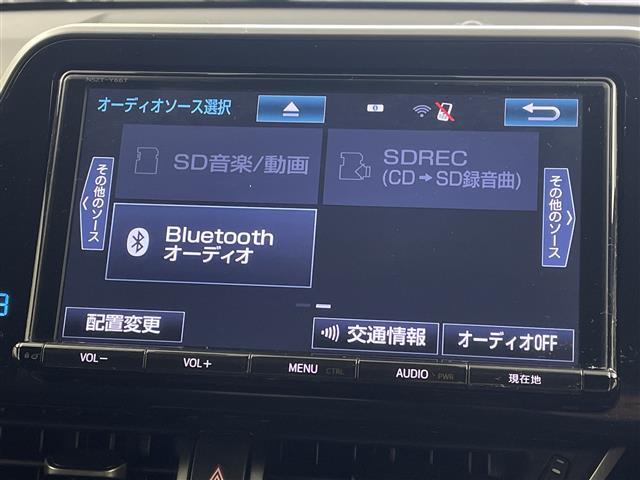 NSZT-Y66T
オーディオソース選択
SD音楽/動画
SDREC
(CD→SD録音曲)
その他のソース
その他のソース
Bluetooth
オーディオ
配置変更
交通情報
オーディオOFF
VOL−
VOL+
MENU CTRL
AUDIO PWR
現在地